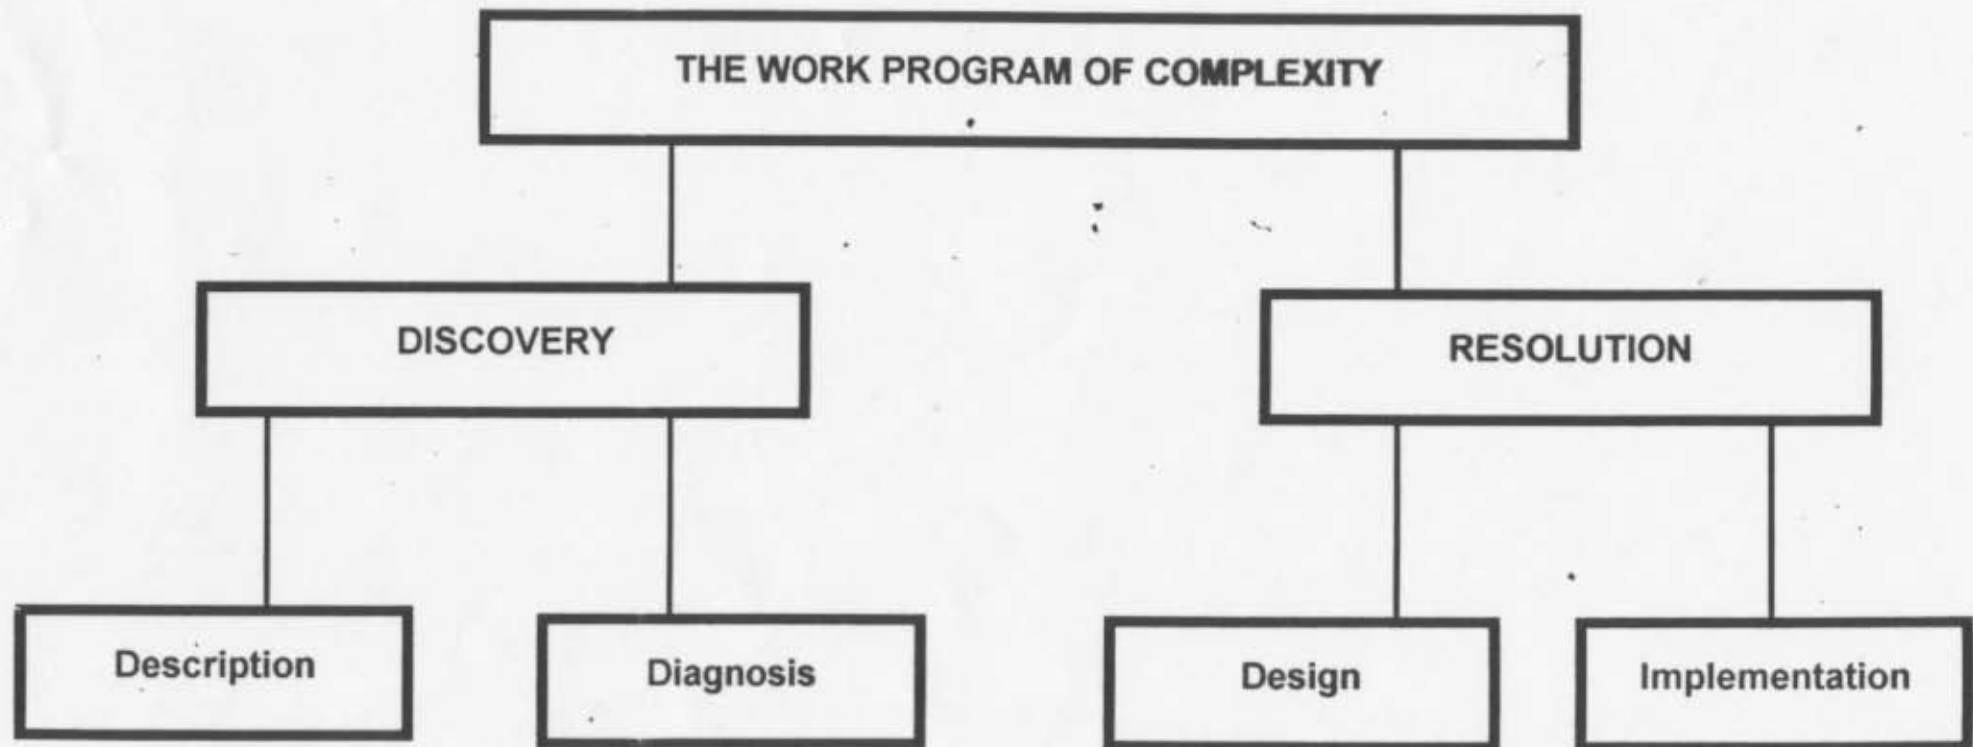 THE WORK PROGRAM OF COMPLEXITY
DISCOVERY
RESOLUTION
Description
Diagnosis
Design
Implementation